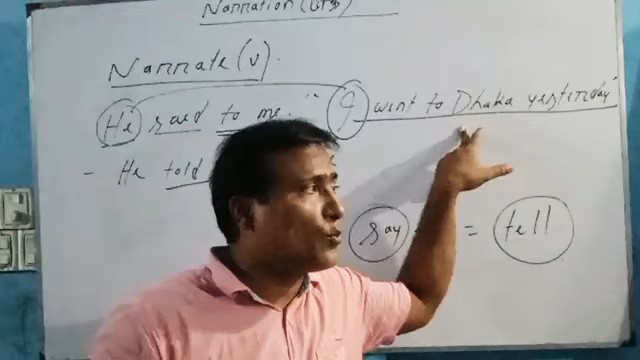 Narration
Narrate (v).
He said to me. "I went to Dhaka yesterday"
- He told
say = tell